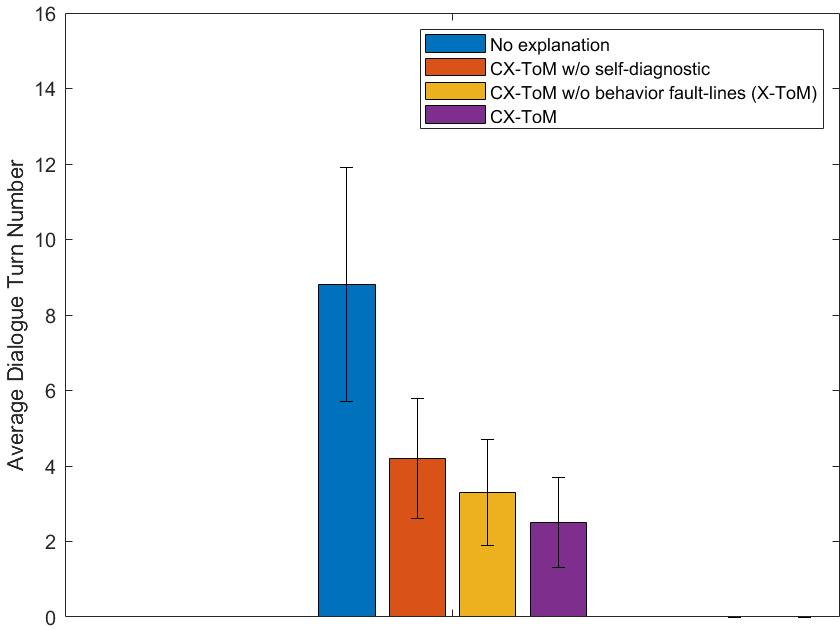 16
14
12
10
8
6
4
2
0
Average Dialogue Turn Number
No explanation
CX-ToM w/o self-diagnostic
CX-ToM w/o behavior fault-lines (X-ToM)
CX-ToM